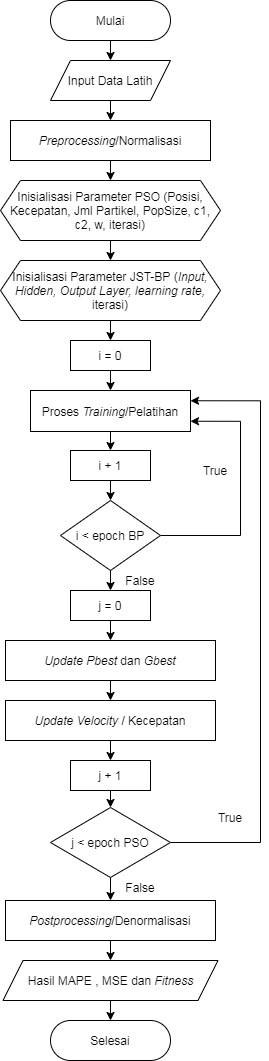 Mulai
Input Data Latih
Preprocessing/Normalisasi
Inisialisasi Parameter PSO (Posisi,
Kecepatan, Jml Partikel, PopSize, c1,
c2, w, iterasi)
Inisialisasi Parameter JST-BP (Input,
Hidden, Output Layer, learning rate,
iterasi)
i = 0
Proses Training/Pelatihan
i + 1
True
i < epoch BP
False
j = 0
Update Pbest dan Gbest
Update Velocity / Kecepatan
j + 1
True
j < epoch PSO
False
Postprocessing/Denormalisasi
Hasil MAPE , MSE dan Fitness
Selesai